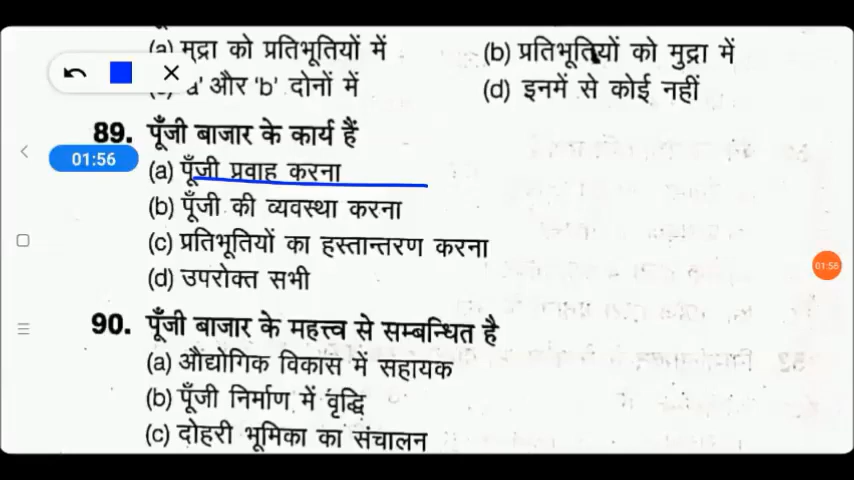 (a) मुद्रा को प्रतिभूतियों में (b) प्रतिभूतियों को मुद्रा में
'a' और 'b' दोनों में (d) इनमें से कोई नहीं
89. पूँजी बाजार के कार्य हैं
01:56
(a) पूँजी प्रवाह करना
(b) पूँजी की व्यवस्था करना
(c) प्रतिभूतियों का हस्तान्तरण करना
01:56
(d) उपरोक्त सभी
90. पूँजी बाजार के महत्त्व से सम्बन्धित है
(a) औद्योगिक विकास में सहायक
(b) पूँजी निर्माण में वृद्धि
(c) दोहरी भूमिका का संचालन